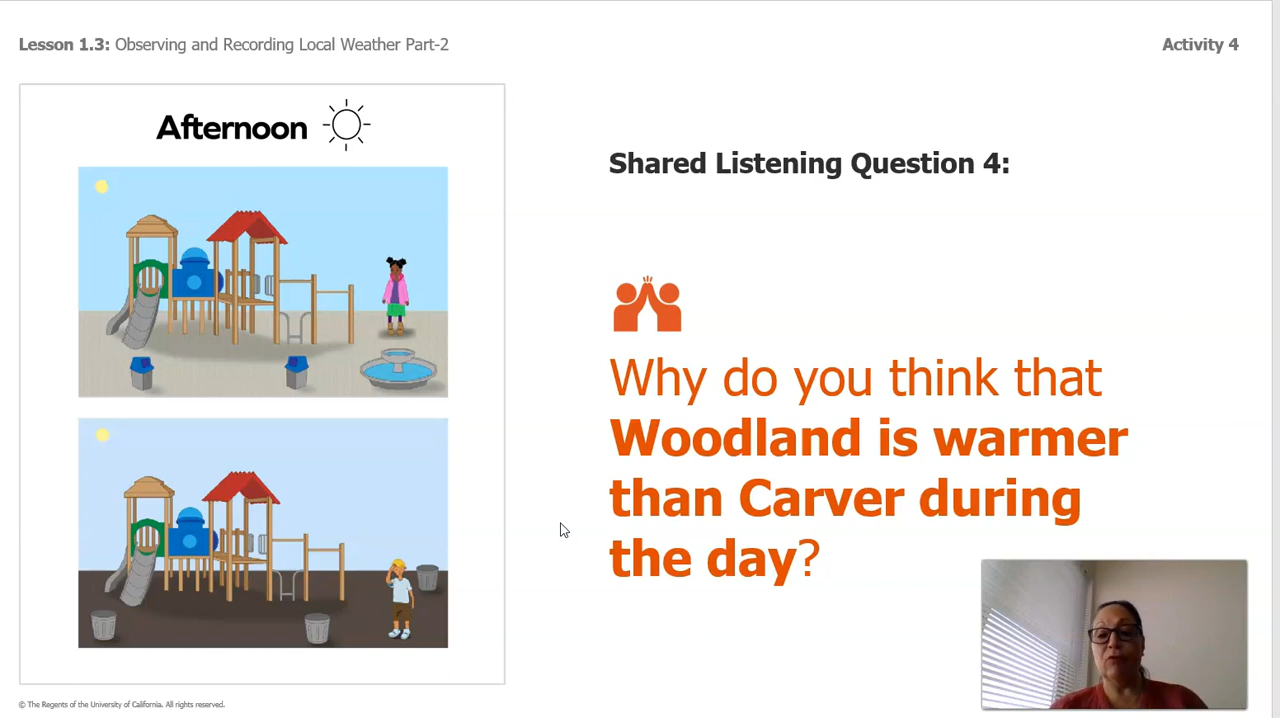 Lesson 1.3: Observing and Recording Local Weather Part-2
Activity 4
Afternoon
Shared Listening Question 4:
Why do you think that
Woodland is warmer
than Carver during
the day?
© The Regents of the University of California. All rights reserved.